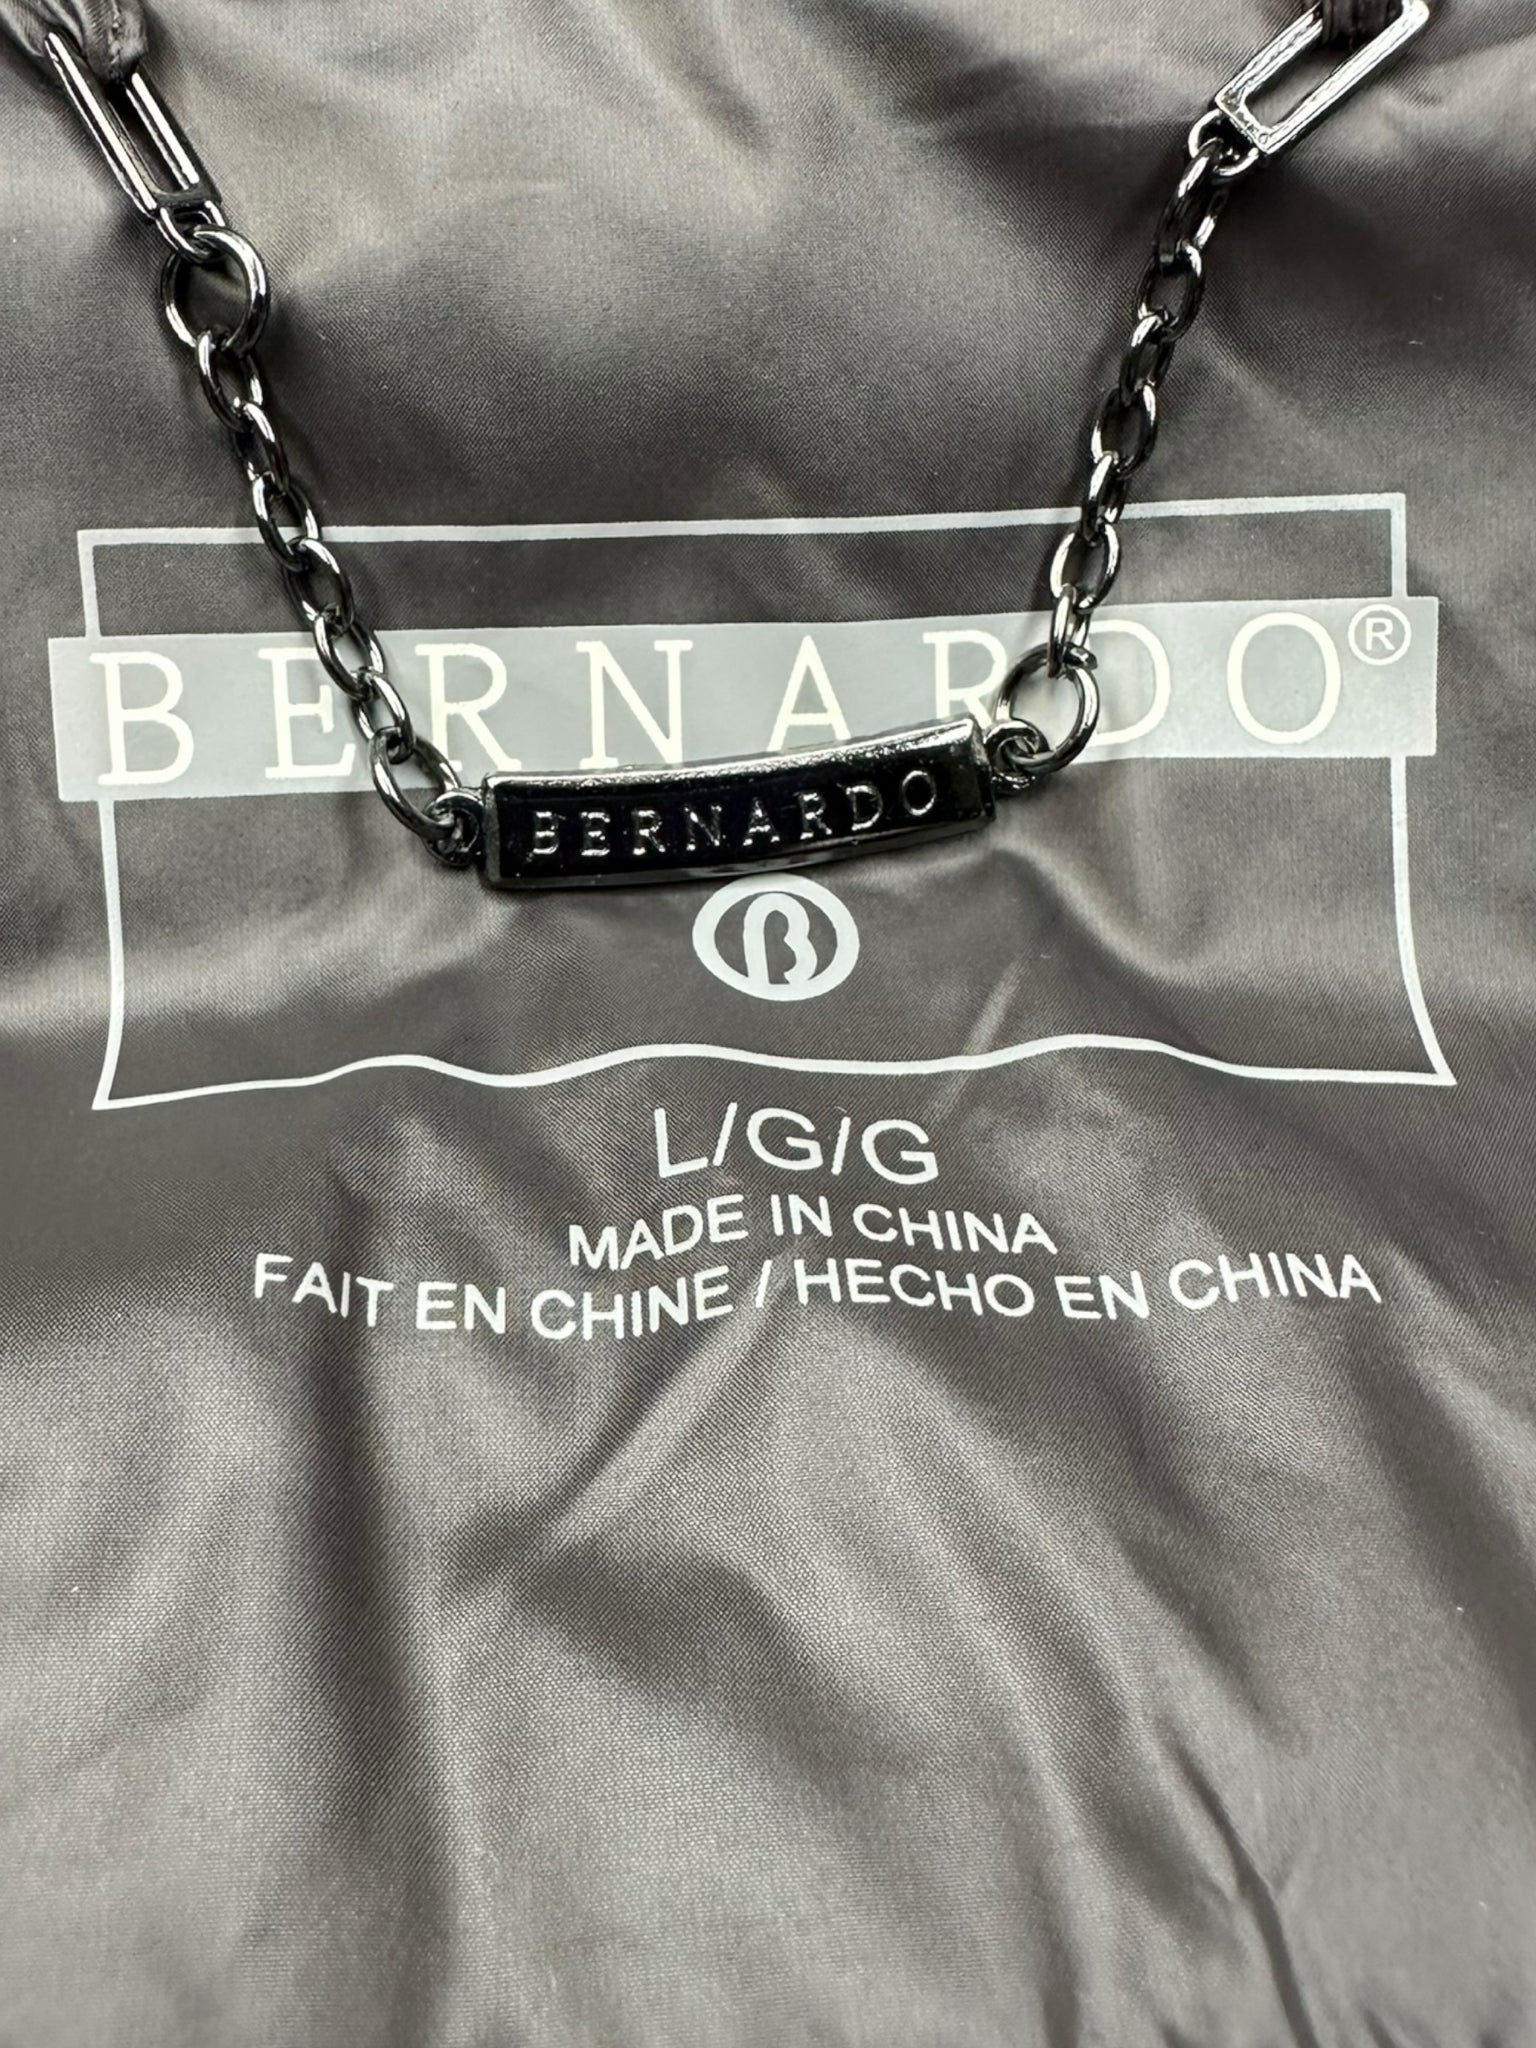 BERNARDO®
BERNARDO
B
L/G/G
MADE IN CHINA
FAIT EN CHINE / HECHO EN CHINA